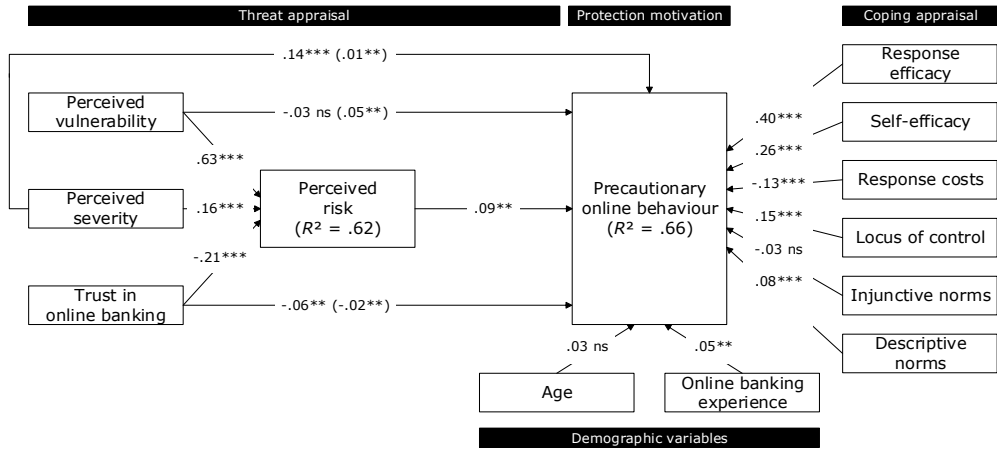 Threat appraisal
Protection motivation
Coping appraisal
.14*** (.01**)
Response
efficacy
Perceived
vulnerability
-.03 ns (.05**)
.40***
Self-efficacy
.63***
.26***
Perceived
severity
.16***
Perceived
risk
(R² = .62)
.09**
Precautionary
online behaviour
(R² = .66)
-.13***
Response costs
.15***
Locus of control
-.21***
-.03 ns
.08***
Trust in
online banking
-.06** (-.02**)
Injunctive norms
.03 ns
.05**
Descriptive
norms
Age
Online banking
experience
Demographic variables